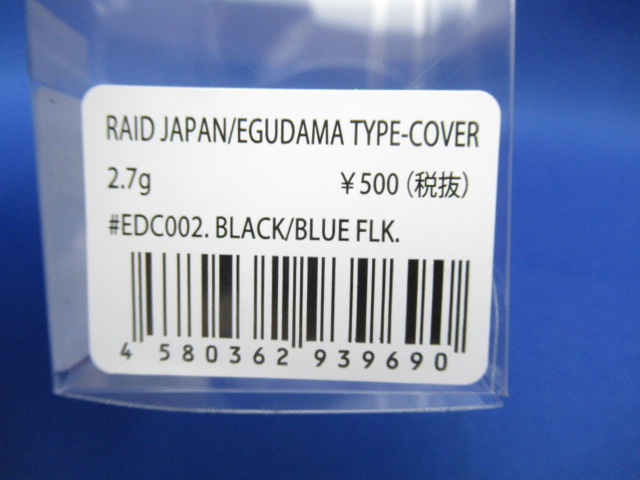 RAID JAPAN/EGUDAMA TYPE-COVER
2.7g ¥500(税抜)
#EDC002. BLACK/BLUE FLK.
4 580362 939690